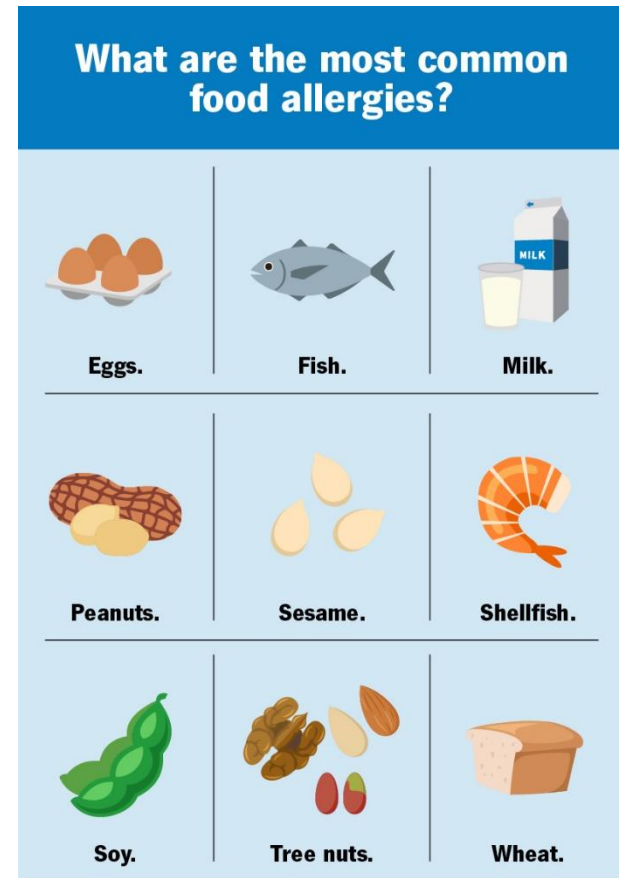 What are the most common
food allergies?
MILK
Eggs.
Fish.
Milk.
Peanuts.
Sesame.
Shellfish.
Soy.
Tree nuts.
Wheat.